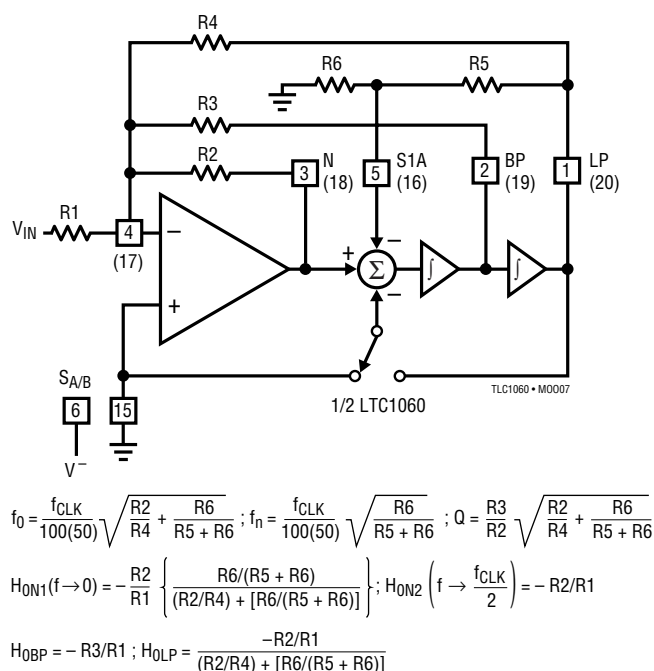 R4
R6
R5
R3
R2
3
N
(18)
5
S1A
(16)
2
BP
(19)
1
LP
(20)
R1
VIN
4
(17)
−
+
+
−
−
Σ
∫
∫
SA/B
6
V−
15
1/2 LTC1060
TLC1060 • M0007
f0 = fCLK/100(50) √(R2/R4 + R6/(R5 + R6)) ; fn = fCLK/100(50) √(R6/(R5 + R6)) ; Q = R3/R2 √(R2/R4 + R6/(R5 + R6))
H0N1(f→0) = − R2/R1 { R6/(R5 + R6) / (R2/R4) + [R6/(R5 + R6)] } ; H0N2 (f → fCLK/2) = − R2/R1
H0BP = − R3/R1 ; H0LP = −R2/R1 / (R2/R4) + [R6/(R5 + R6)]